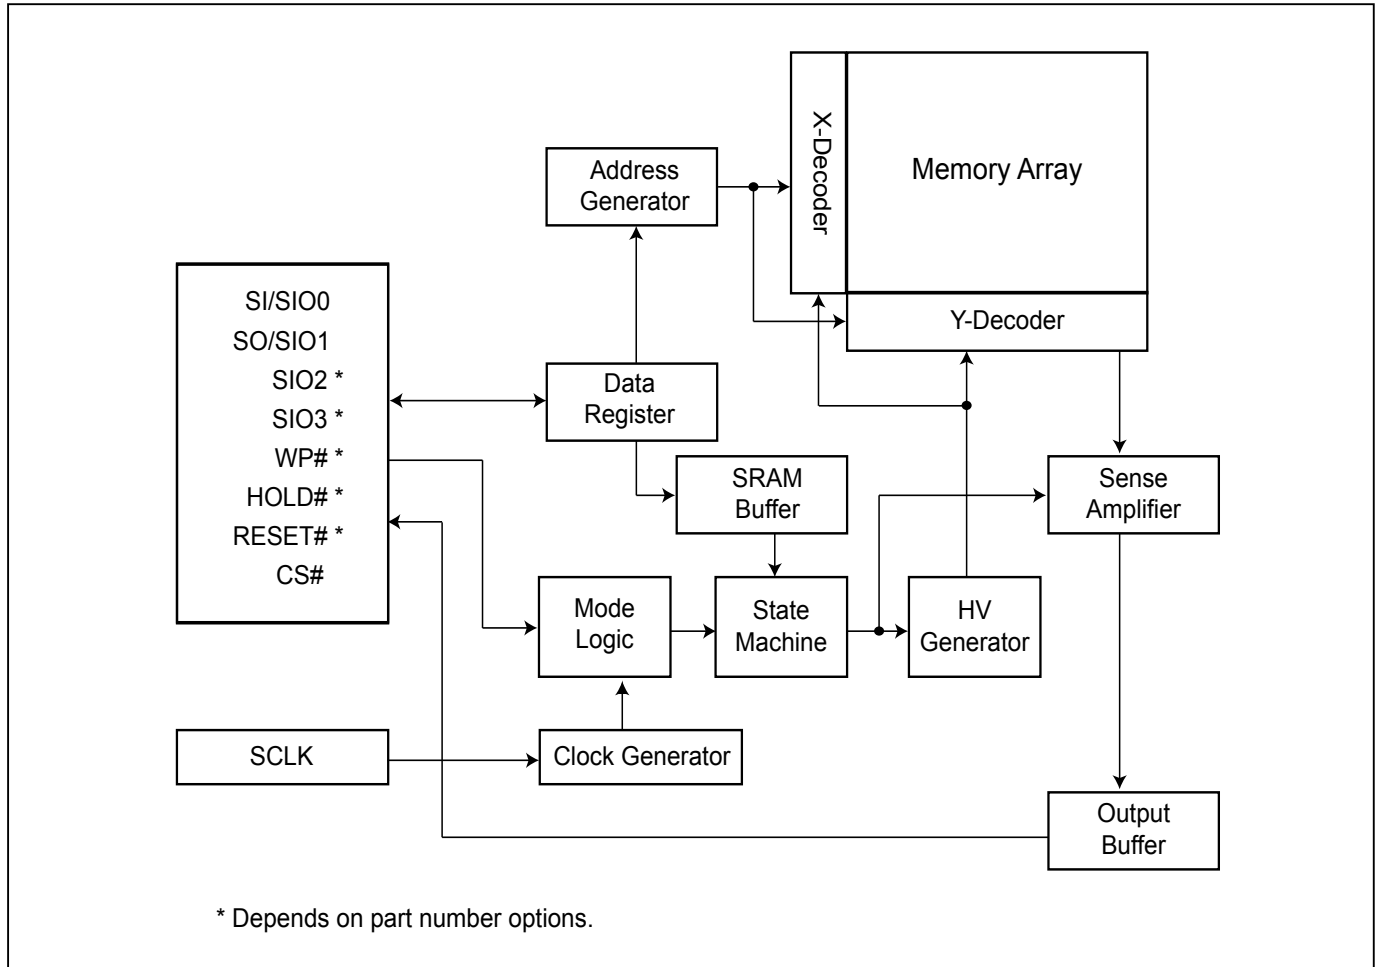 X-Decoder
Memory Array
Address
Generator
SI/SIO0
SO/SIO1
SIO2 *
SIO3 *
WP# *
HOLD# *
RESET# *
CS#
Y-Decoder
Data
Register
SRAM
Buffer
Sense
Amplifier
Mode
Logic
State
Machine
HV
Generator
SCLK
Clock Generator
Output
Buffer
* Depends on part number options.